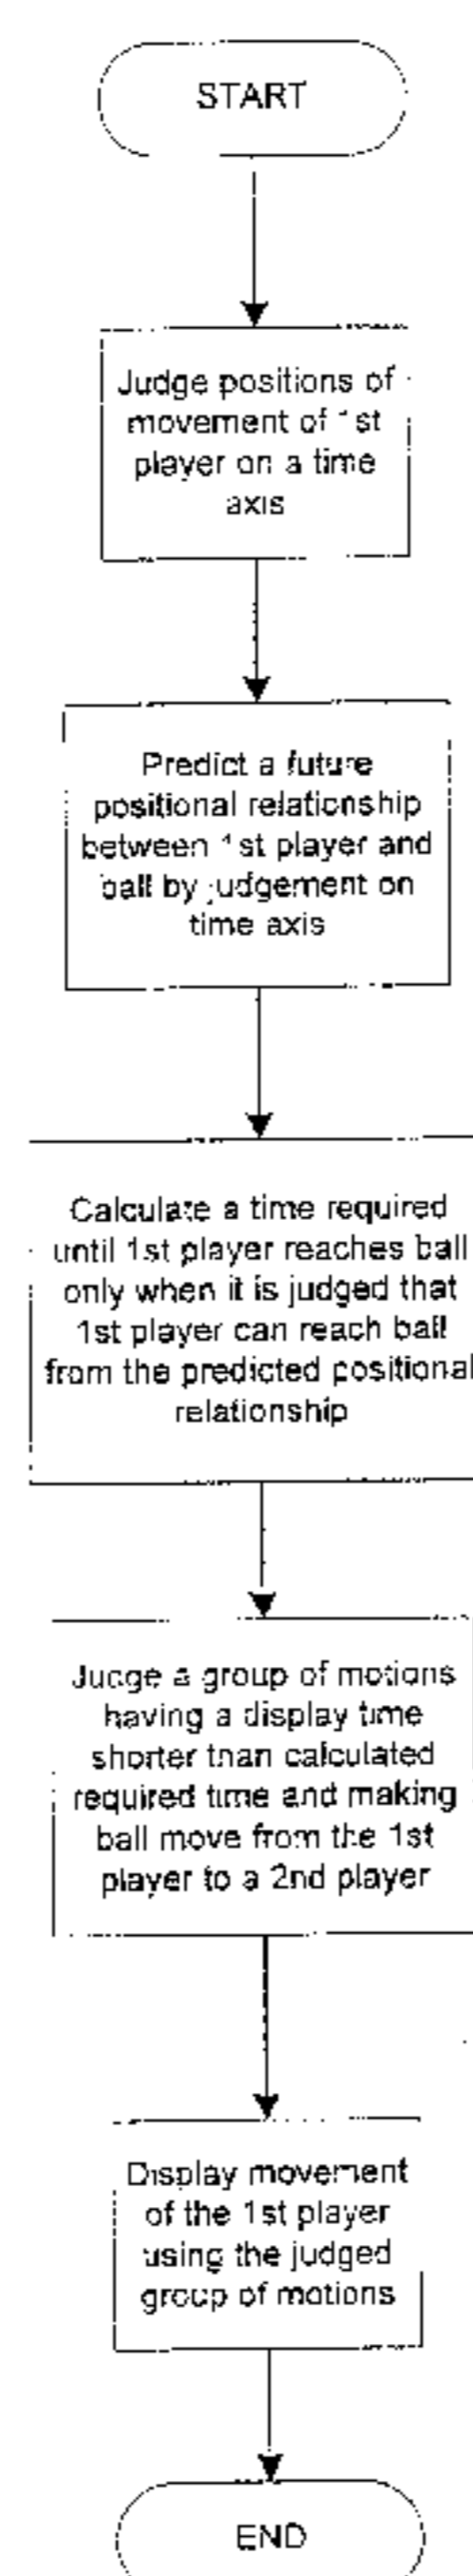 START
Judge positions of
movement of 1st
player on a time
axis
Predict a future
positional relationship
between 1st player and
ball by judgement on
time axis
Calculate a time required
until 1st player reaches ball
only when it is judged that
1st player can reach ball
from the predicted positional
relationship
Judge a group of motions
having a display time
shorter than calculated
required time and making
ball move from the 1st
player to a 2nd player
Display movement
of the 1st player
using the judged
group of motions
END